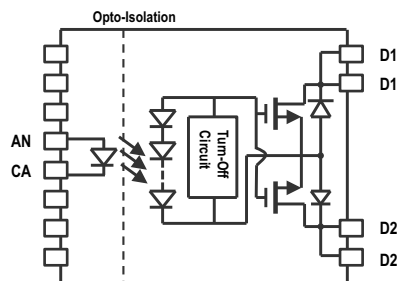 Opto-Isolation
D1
D1
AN
CA
Turn-Off
Circuit
D2
D2